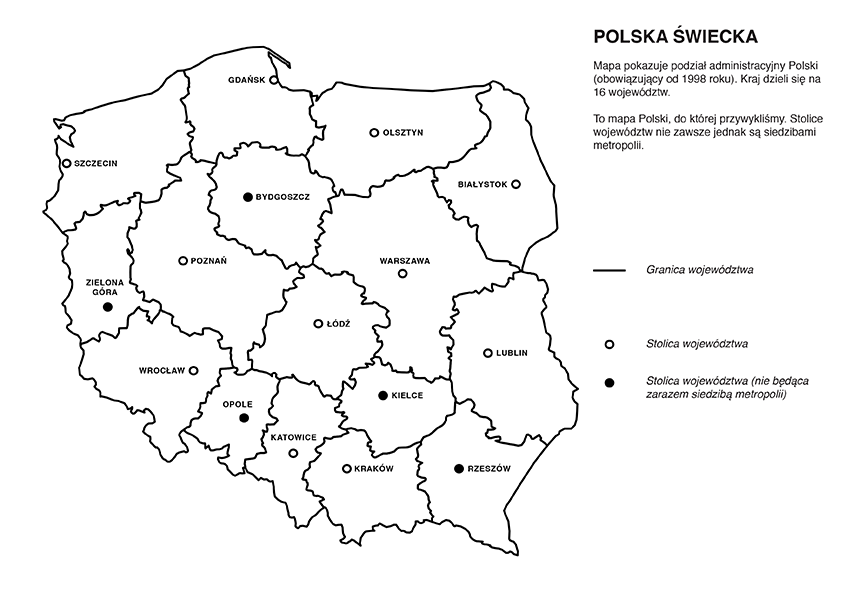 POLSKA ŚWIECKA
Mapa pokazuje podział administracyjny Polski
(obowiązujący od 1998 roku). Kraj dzieli się na
16 województw.
To mapa Polski, do której przywykliśmy. Stolice
województw nie zawsze jednak są siedzibami
metropolii.
GDAŃSK
OLSZTYN
SZCZECIN
BIAŁYSTOK
BYDGOSZCZ
POZNAŃ
WARSZAWA
ZIELONA
GÓRA
ŁÓDŹ
LUBLIN
WROCŁAW
OPOLE
KIELCE
KATOWICE
KRAKÓW
RZESZÓW
Granica województwa
Stolica województwa
Stolica województwa (nie będąca
zarazem siedzibą metropolii)